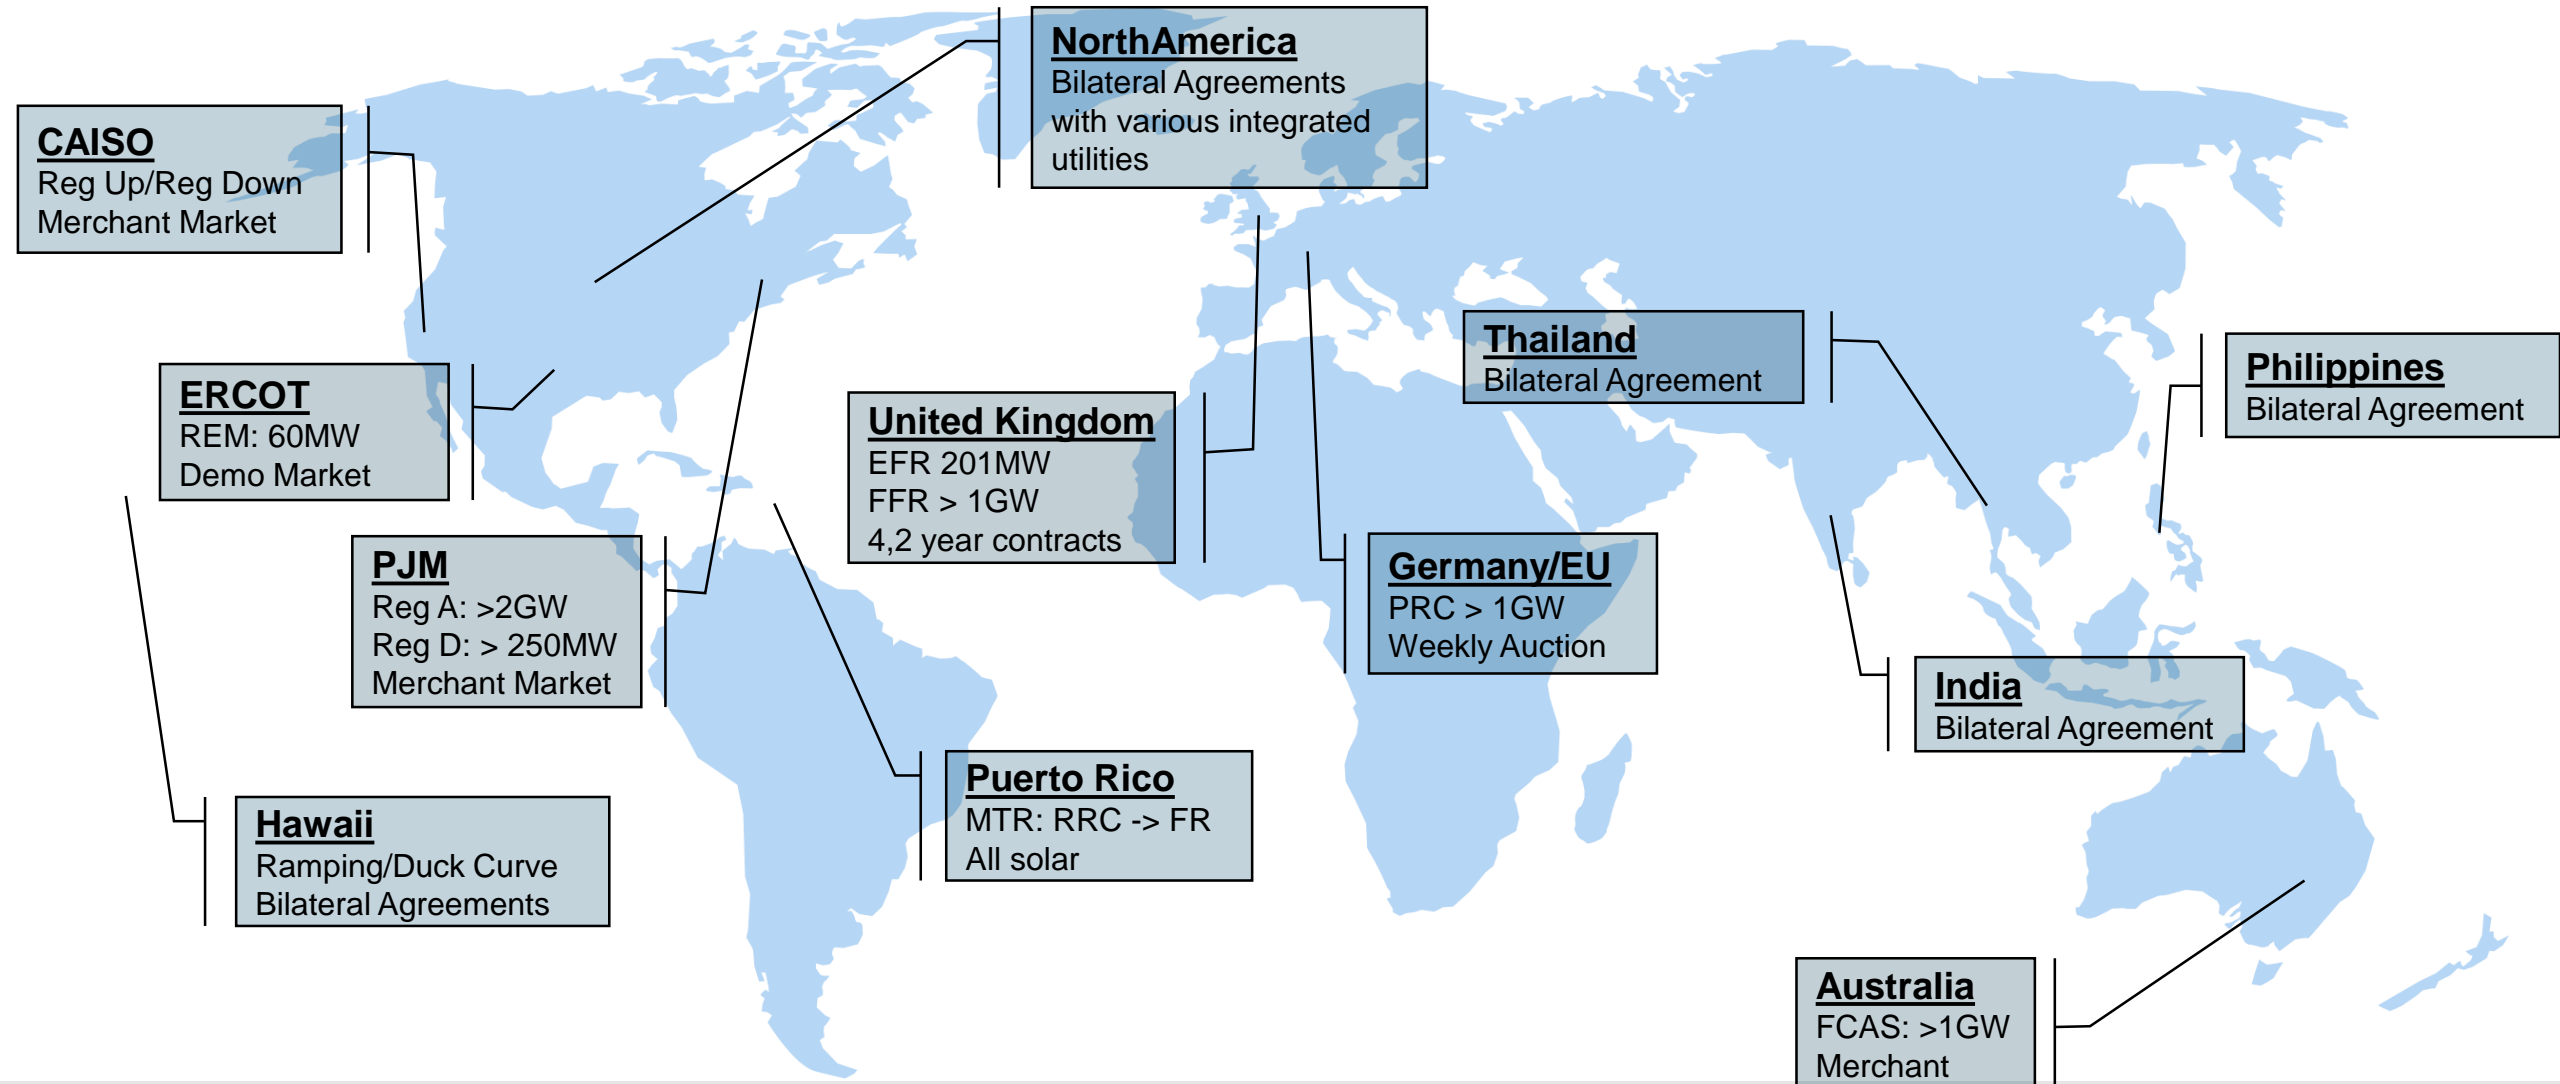 NorthAmerica
Bilateral Agreements
with various integrated
utilities
CAISO
Reg Up/Reg Down
Merchant Market
ERCOT
REM: 60MW
Demo Market
PJM
Reg A: >2GW
Reg D: > 250MW
Merchant Market
Hawaii
Ramping/Duck Curve
Bilateral Agreements
Puerto Rico
MTR: RRC -> FR
All solar
United Kingdom
EFR 201MW
FFR > 1GW
4,2 year contracts
Germany/EU
PRC > 1GW
Weekly Auction
Thailand
Bilateral Agreement
Philippines
Bilateral Agreement
India
Bilateral Agreement
Australia
FCAS: >1GW
Merchant